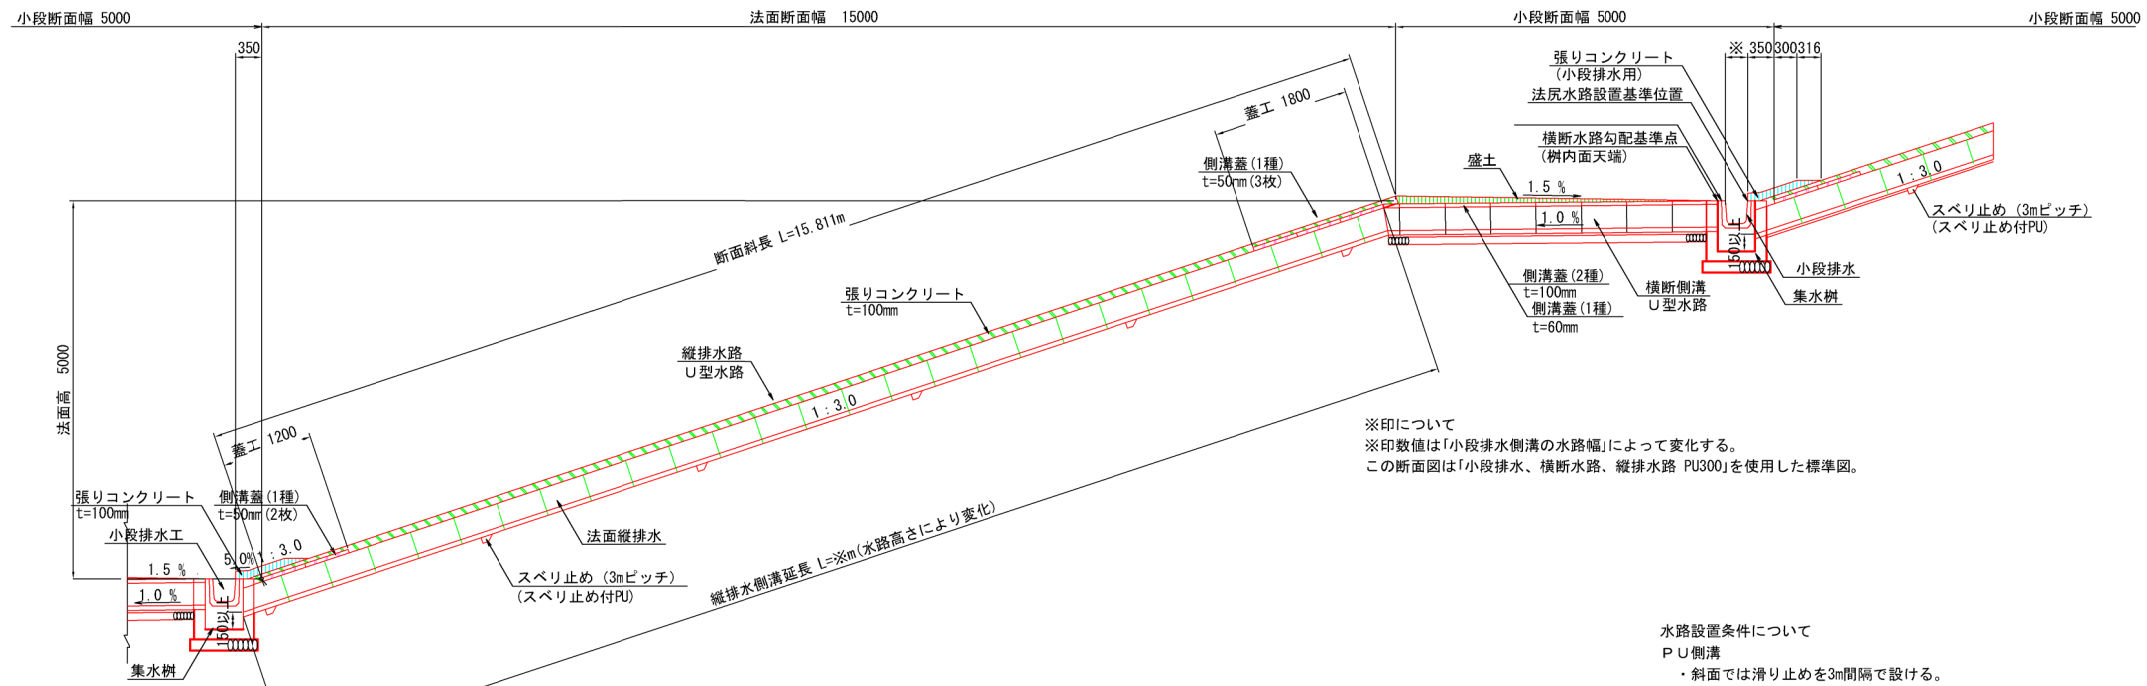 小段断面幅 5000
法面断面幅 15000
小段断面幅 5000
小段断面幅 5000
350
※ 350 300 316
張りコンクリート
(小段排水用)
法尻水路設置基準位置
横断水路勾配基準点
(桝内面天端)
蓋工 1800
側溝蓋(1種)
t=50mm(3枚)
盛土
1.5 %
1.0 %
1:3.0
スベリ止め (3mピッチ)
(スベリ止め付PU)
150以上
小段排水
集水桝
側溝蓋(2種)
t=100mm
側溝蓋(1種)
t=60mm
横断側溝
U型水路
断面斜長 L=15.811m
張りコンクリート
t=100mm
縦排水路
U型水路
1:3.0
法面高 5000
蓋工 1200
※印について
※印数値は「小段排水側溝の水路幅」によって変化する。
この断面図は「小段排水、横断水路、縦排水路 PU300」を使用した標準図。
張りコンクリート
t=100mm
側溝蓋(1種)
t=50mm(2枚)
小段排水工
5.0%
1:3.0
1.5 %
1.0 %
150以上
集水桝
法面縦排水
スベリ止め (3mピッチ)
(スベリ止め付PU)
縦排水側溝延長 L=※m(水路高さにより変化)
水路設置条件について
PU側溝
・斜面では滑り止めを3m間隔で設ける。